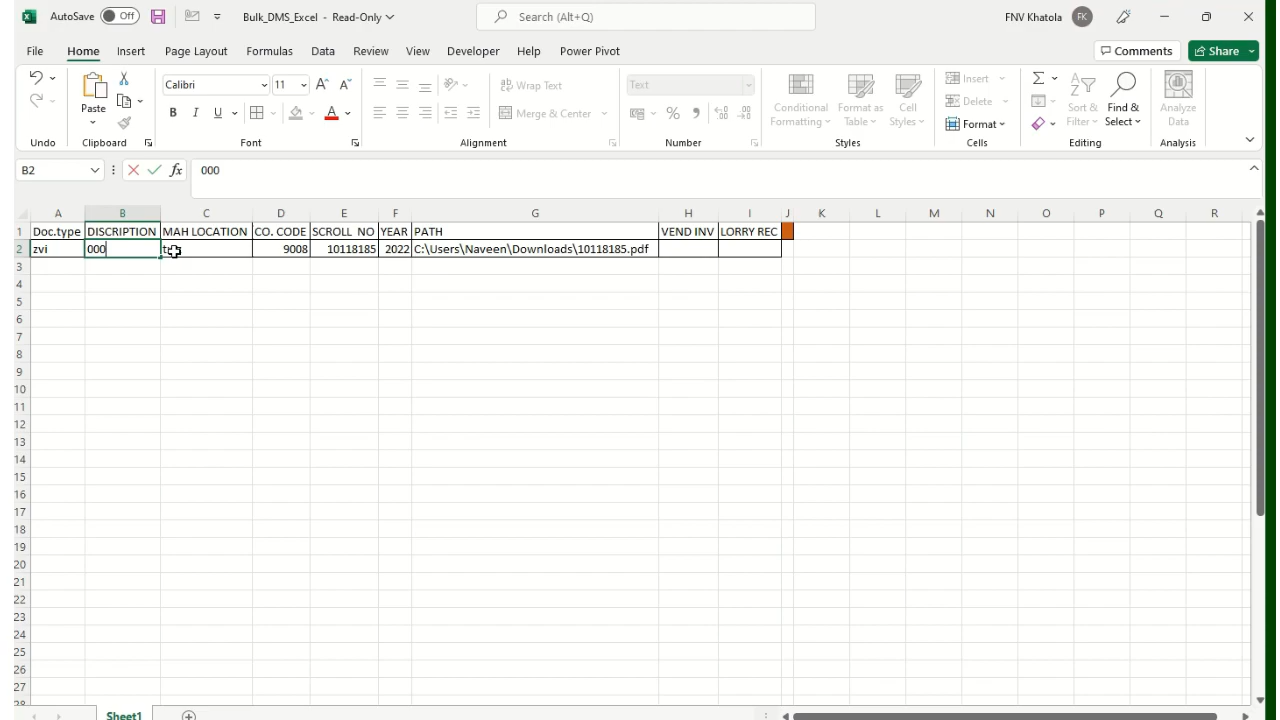 AutoSave Off Bulk_DMS_Excel - Read-Only Search (Alt+Q) FNV Khatola FK
File Home Insert Page Layout Formulas Data Review View Developer Help Power Pivot Comments Share
Calibri 11 Wrap Text Text Insert Delete Format
Paste B I U A Merge & Center % Conditional Formatting Format as Table Cell Styles Sort & Filter Find & Select Analyze Data
Undo Clipboard Font Alignment Number Styles Cells Editing Analysis
B2 fx 000
A B C D E F G H I J K L M N O P Q R
1 Doc.type DISCRIPTION MAH LOCATION CO. CODE SCROLL NO YEAR PATH VEND INV LORRY REC
2 zvi 000 9008 10118185 2022 C:\Users\Naveen\Downloads\10118185.pdf
3
4
5
6
7
8
9
10
11
12
13
14
15
16
17
18
19
20
21
22
23
24
25
26
27
28
Sheet1